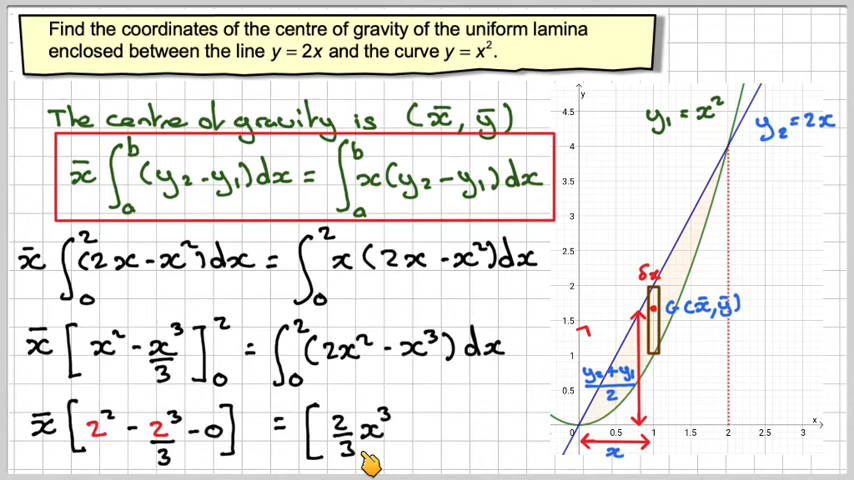 Find the coordinates of the centre of gravity of the uniform lamina
enclosed between the line y = 2x and the curve y = x².
The centre of gravity is (x̄, ȳ)
x̄ ∫ₐᵇ (y₂ - y₁) dx = ∫ₐᵇ x(y₂ - y₁) dx
x̄ ∫₀² (2x - x²) dx = ∫₀² x(2x - x²) dx
x̄ [x² - x³/3]₀² = ∫₀² (2x² - x³) dx
x̄ [2² - 2³/3 - 0] = [2/3 x³
y
y₁ = x²
y₂ = 2x
4.5
4
3.5
3
2.5
δx
2
G(x̄, ȳ)
1.5
1
(y₂ + y₁)/2
0.5
x
0 0.5 1 1.5 2 2.5 3
x